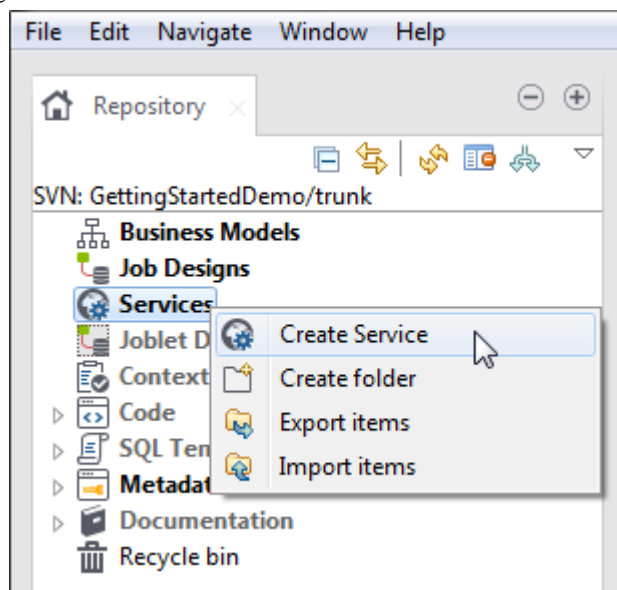 File Edit Navigate Window Help
Repository
SVN: GettingStartedDemo/trunk
Business Models
Job Designs
Services
Joblet D
Create Service
Context
Create folder
Code
Export items
SQL Tem
Import items
Metadat
Documentation
Recycle bin